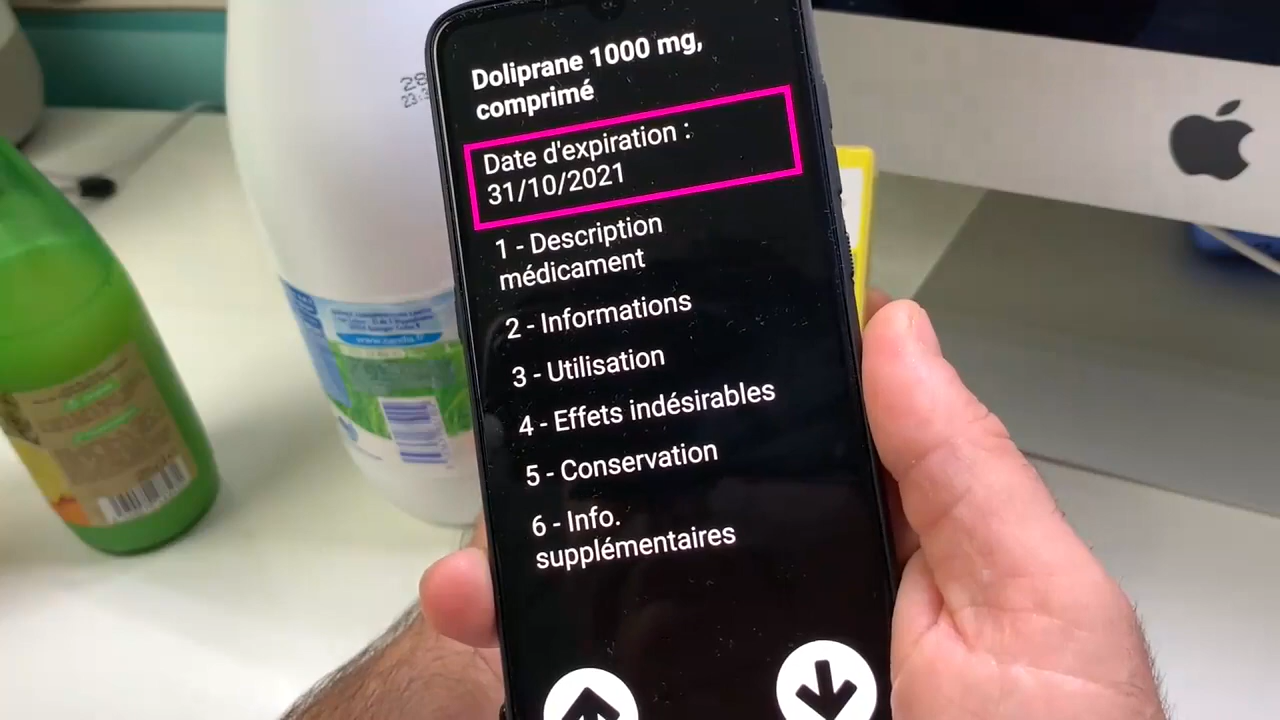 Doliprane 1000 mg,
comprimé
Date d'expiration :
31/10/2021
1 - Description
médicament
2 - Informations
3 - Utilisation
4 - Effets indésirables
5 - Conservation
6 - Info.
supplémentaires